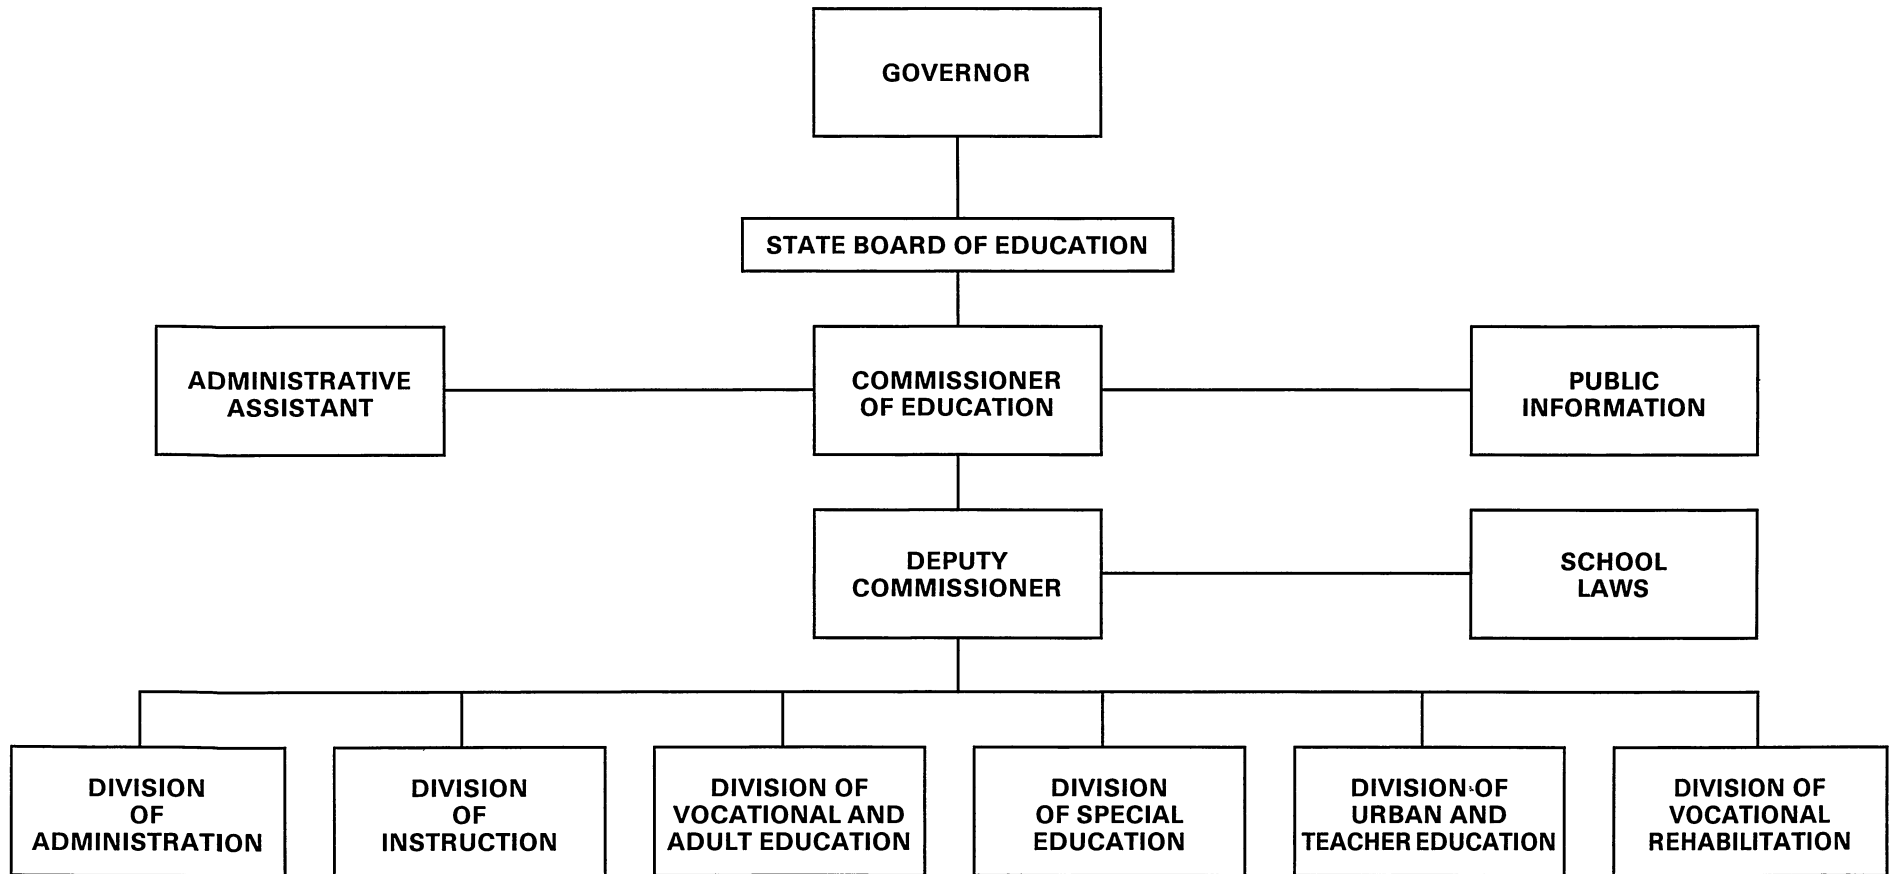 GOVERNOR
STATE BOARD OF EDUCATION
ADMINISTRATIVE
ASSISTANT
COMMISSIONER
OF EDUCATION
PUBLIC
INFORMATION
DEPUTY
COMMISSIONER
SCHOOL
LAWS
DIVISION
OF
ADMINISTRATION
DIVISION
OF
INSTRUCTION
DIVISION OF
VOCATIONAL AND
ADULT EDUCATION
DIVISION
OF SPECIAL
EDUCATION
DIVISION OF
URBAN AND
TEACHER EDUCATION
DIVISION OF
VOCATIONAL
REHABILITATION